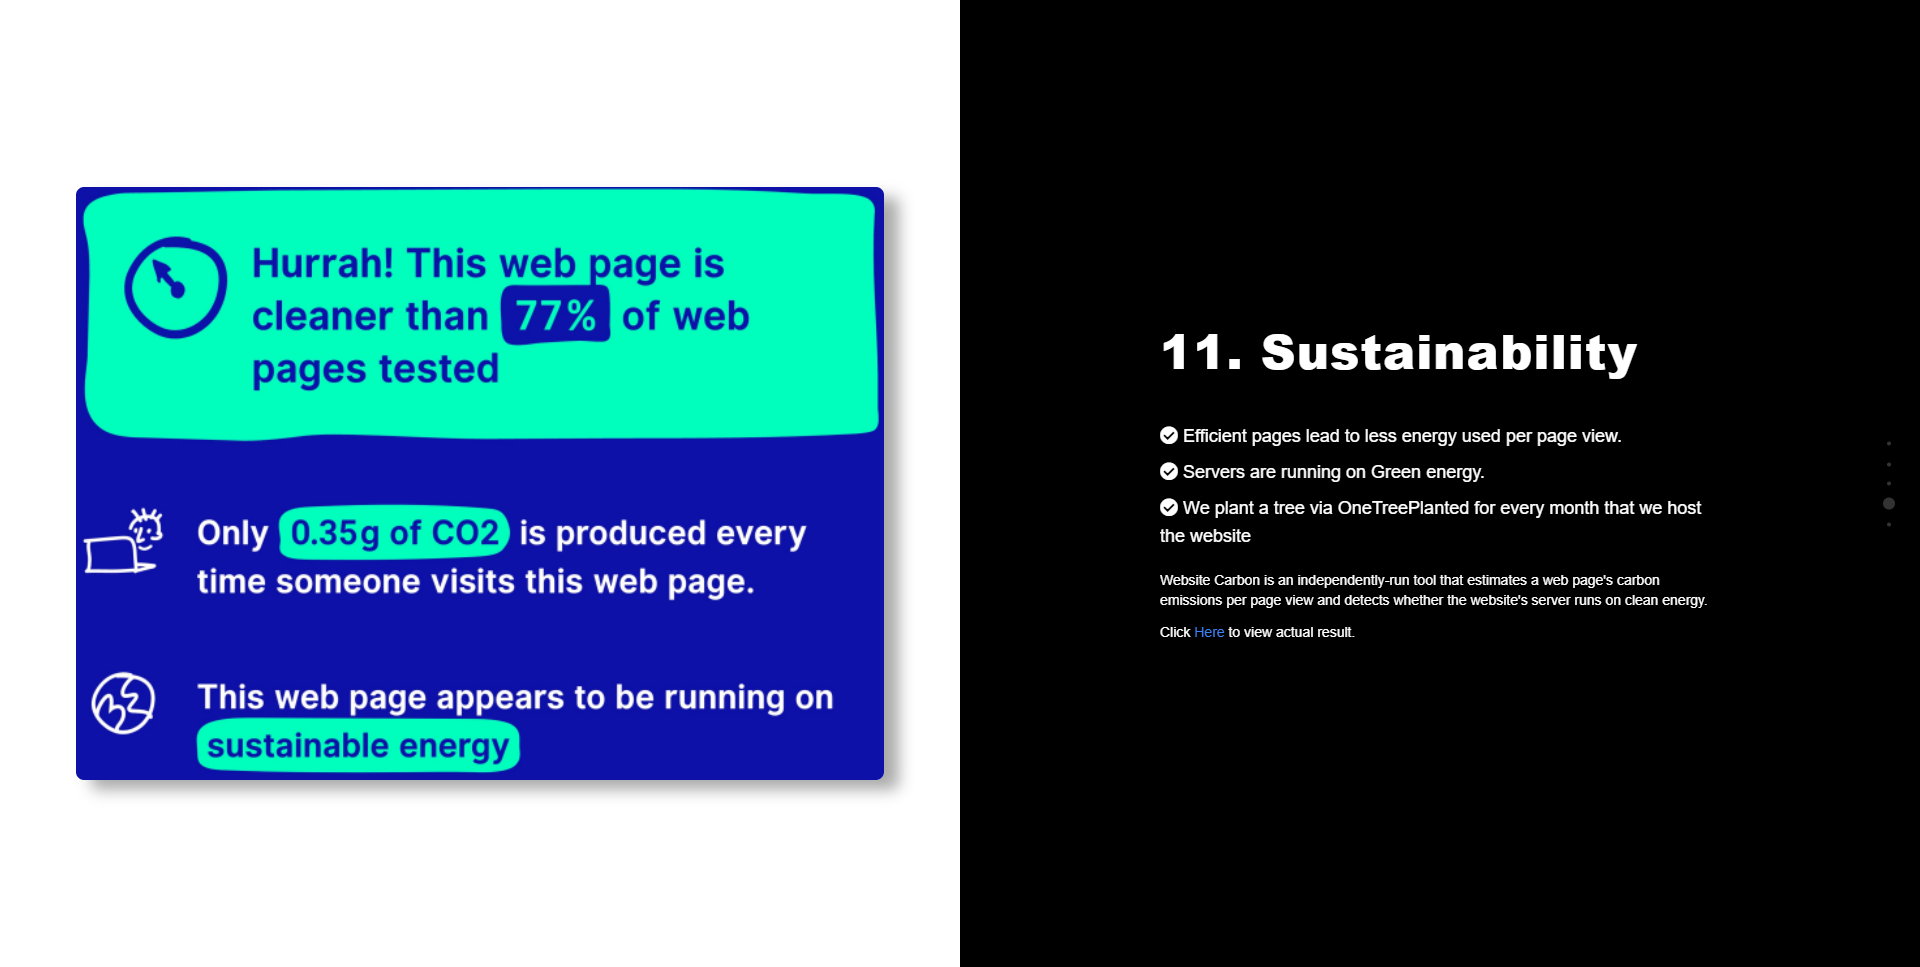 Hurrah! This web page is
cleaner than 77% of web
pages tested
Only 0.35g of CO2 is produced every
time someone visits this web page.
This web page appears to be running on
sustainable energy
11. Sustainability
Efficient pages lead to less energy used per page view.
Servers are running on Green energy.
We plant a tree via OneTreePlanted for every month that we host
the website
Website Carbon is an independently-run tool that estimates a web page's carbon
emissions per page view and detects whether the website's server runs on clean energy.
Click Here to view actual result.